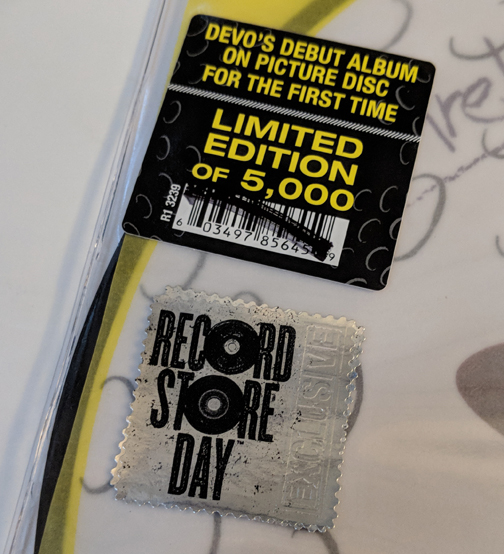 DEVO'S DEBUT ALBUM
ON PICTURE DISC
FOR THE FIRST TIME
LIMITED
EDITION
OF 5,000
R1 3239
RECORD
STORE
DAY
EXCLUSIVE